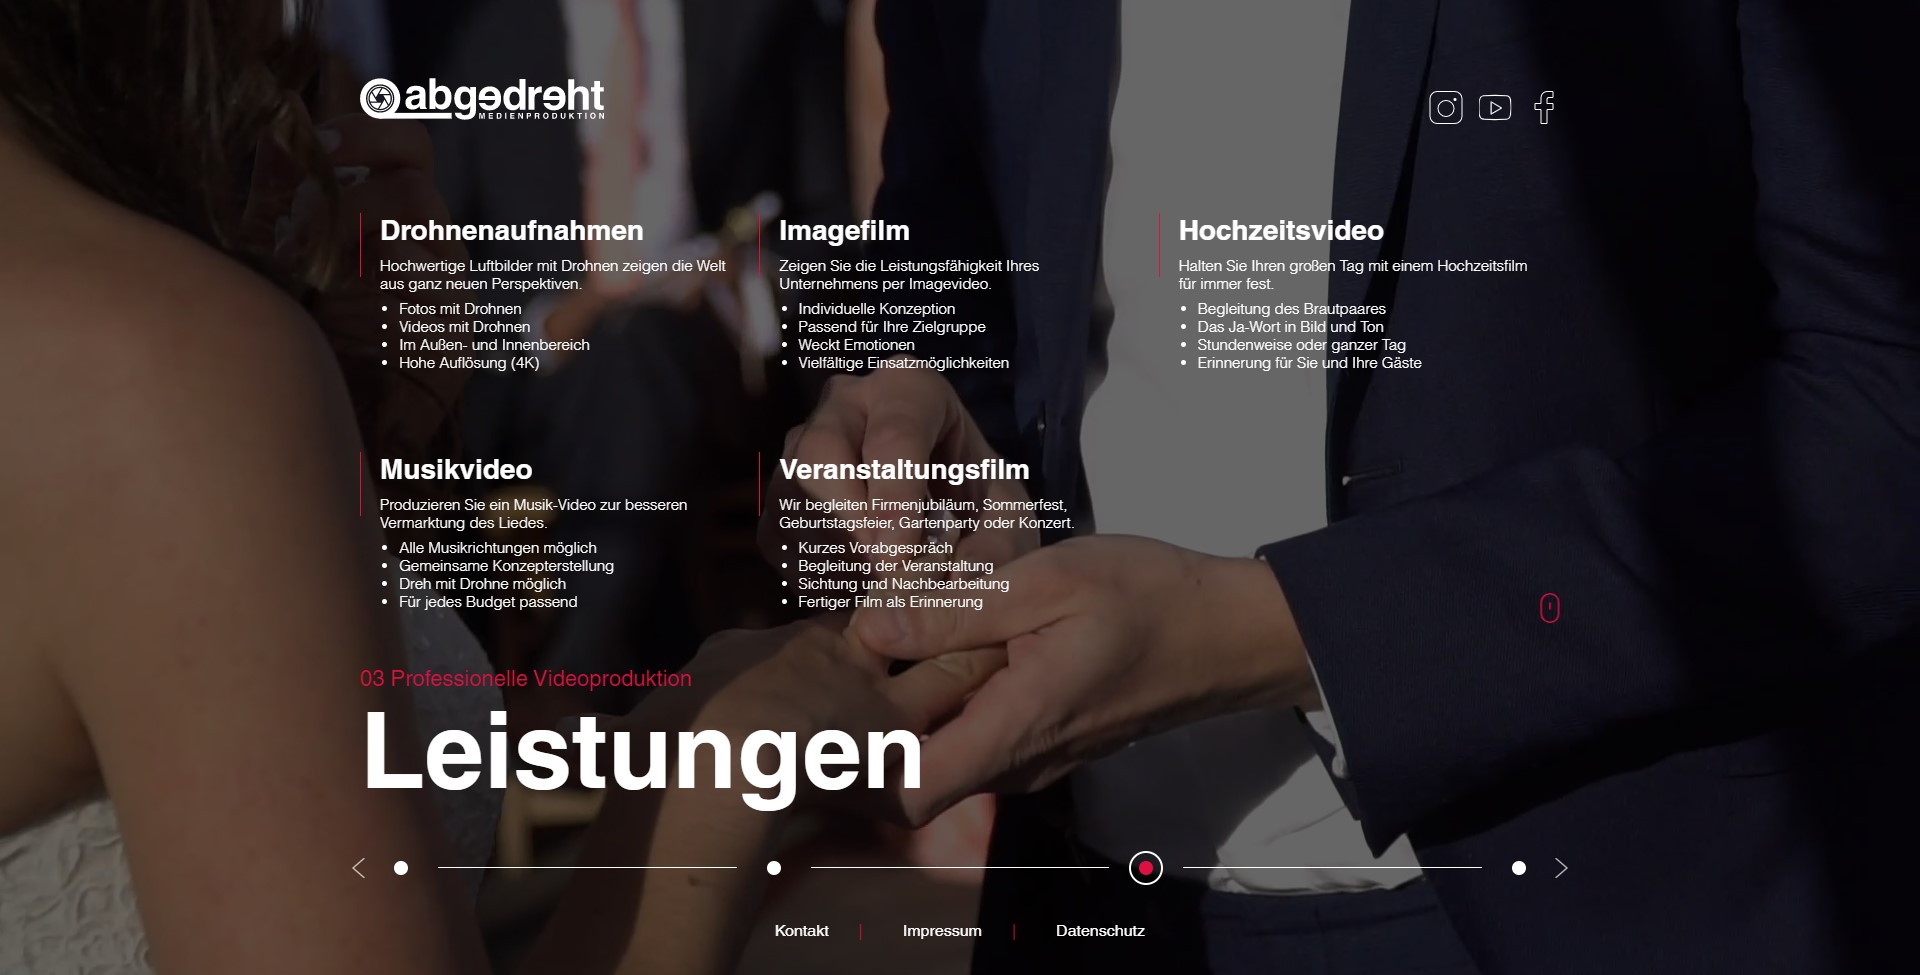 abgedreht
MEDIENPRODUKTION
Drohnenaufnahmen
Hochwertige Luftbilder mit Drohnen zeigen die Welt
aus ganz neuen Perspektiven.
• Fotos mit Drohnen
• Videos mit Drohnen
• Im Außen- und Innenbereich
• Hohe Auflösung (4K)
Imagefilm
Zeigen Sie die Leistungsfähigkeit Ihres
Unternehmens per Imagevideo.
• Individuelle Konzeption
• Passend für Ihre Zielgruppe
• Weckt Emotionen
• Vielfältige Einsatzmöglichkeiten
Hochzeitsvideo
Halten Sie Ihren großen Tag mit einem Hochzeitsfilm
für immer fest.
• Begleitung des Brautpaares
• Das Ja-Wort in Bild und Ton
• Stundenweise oder ganzer Tag
• Erinnerung für Sie und Ihre Gäste
Musikvideo
Produzieren Sie ein Musik-Video zur besseren
Vermarktung des Liedes.
• Alle Musikrichtungen möglich
• Gemeinsame Konzepterstellung
• Dreh mit Drohne möglich
• Für jedes Budget passend
Veranstaltungsfilm
Wir begleiten Firmenjubiläum, Sommerfest,
Geburtstagsfeier, Gartenparty oder Konzert.
• Kurzes Vorabgespräch
• Begleitung der Veranstaltung
• Sichtung und Nachbearbeitung
• Fertiger Film als Erinnerung
03 Professionelle Videoproduktion
Leistungen
Kontakt | Impressum | Datenschutz